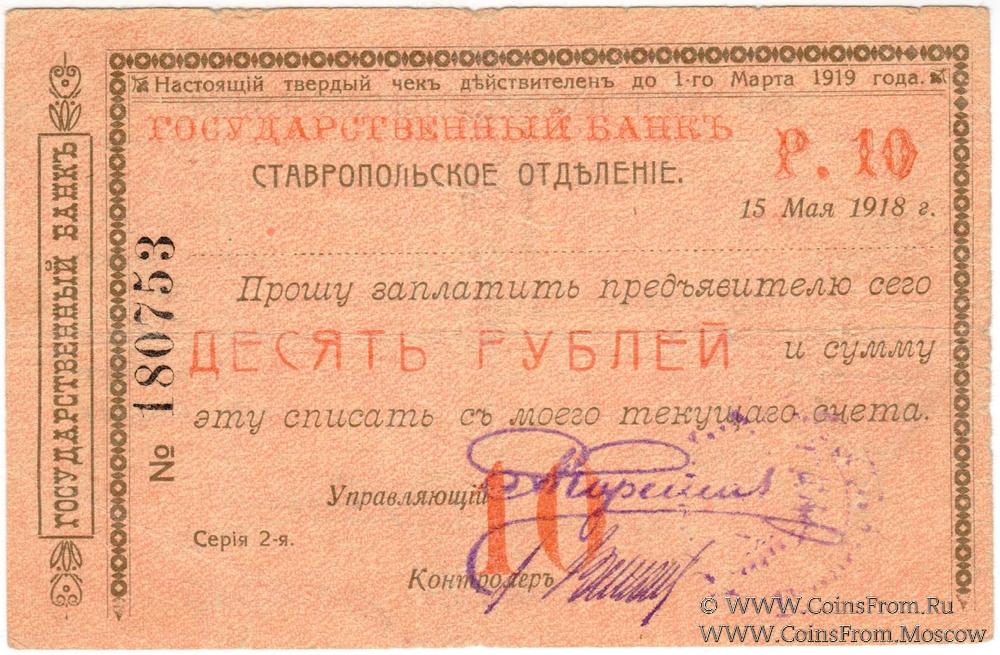 Настоящій твердый чекъ дѣйствителенъ до 1-го Марта 1919 года.
ГОСУДАРСТВЕННЫЙ БАНКЪ
Р. 10
СТАВРОПОЛЬСКОЕ ОТДѢЛЕНІЕ.
15 Мая 1918 г.
ГОСУДАРСТВЕННЫЙ БАНКЪ
№ 180753
Прошу заплатить предъявителю сего
ДЕСЯТЬ РУБЛЕЙ и сумму
эту списать съ моего текущаго счета.
10
Управляющій
Серія 2-я.
Контролеръ
© WWW.CoinsFrom.Ru
WWW.CoinsFrom.Moscow